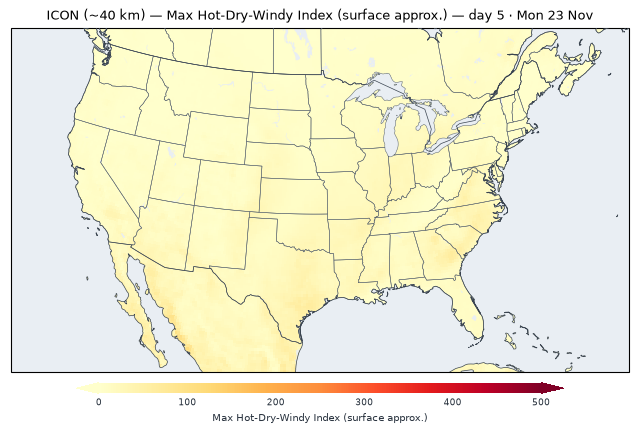 ICON (~40 km) — Max Hot-Dry-Windy Index (surface approx.) — day 5 · Mon 23 Nov
0 100 200 300 400 500
Max Hot-Dry-Windy Index (surface approx.)